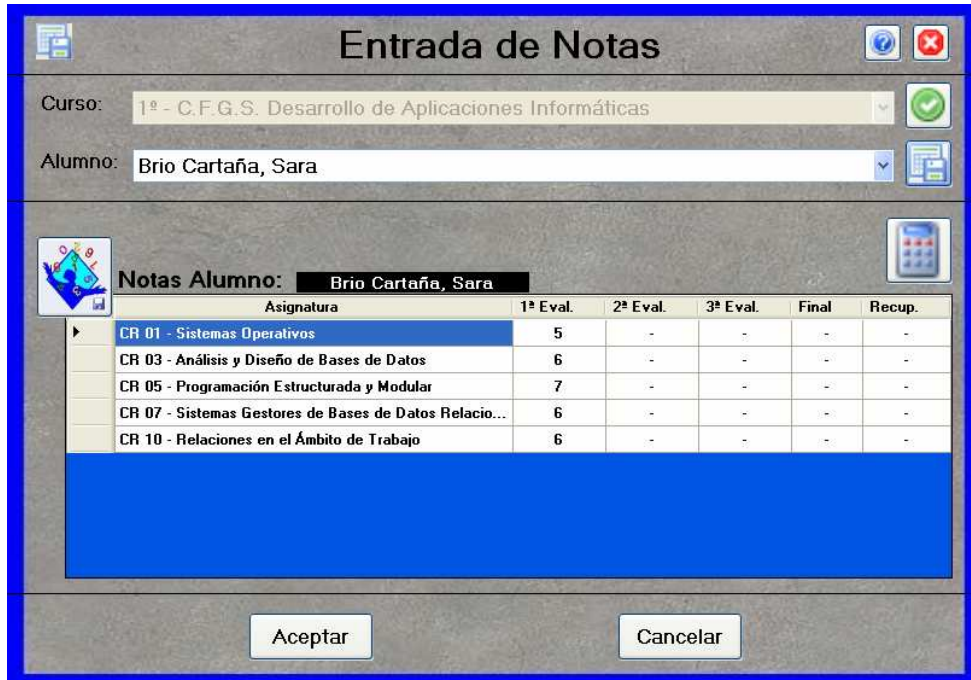 Entrada de Notas
Curso: 1º - C.F.G.S. Desarrollo de Aplicaciones Informáticas
Alumno: Brio Cartaña, Sara
Notas Alumno: Brio Cartaña, Sara
Asignatura 1ª Eval. 2ª Eval. 3ª Eval. Final Recup.
CR 01 - Sistemas Operativos 5 - - - -
CR 03 - Análisis y Diseño de Bases de Datos 6 - - - -
CR 05 - Programación Estructurada y Modular 7 - - - -
CR 07 - Sistemas Gestores de Bases de Datos Relacio... 6 - - - -
CR 10 - Relaciones en el Ámbito de Trabajo 6 - - - -
Aceptar Cancelar